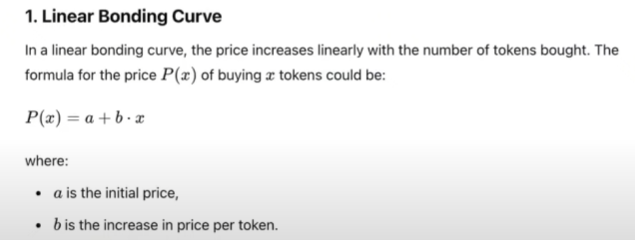 1. Linear Bonding Curve
In a linear bonding curve, the price increases linearly with the number of tokens bought. The
formula for the price P(x) of buying x tokens could be:
P(x) = a + b · x
where:
• a is the initial price,
• b is the increase in price per token.